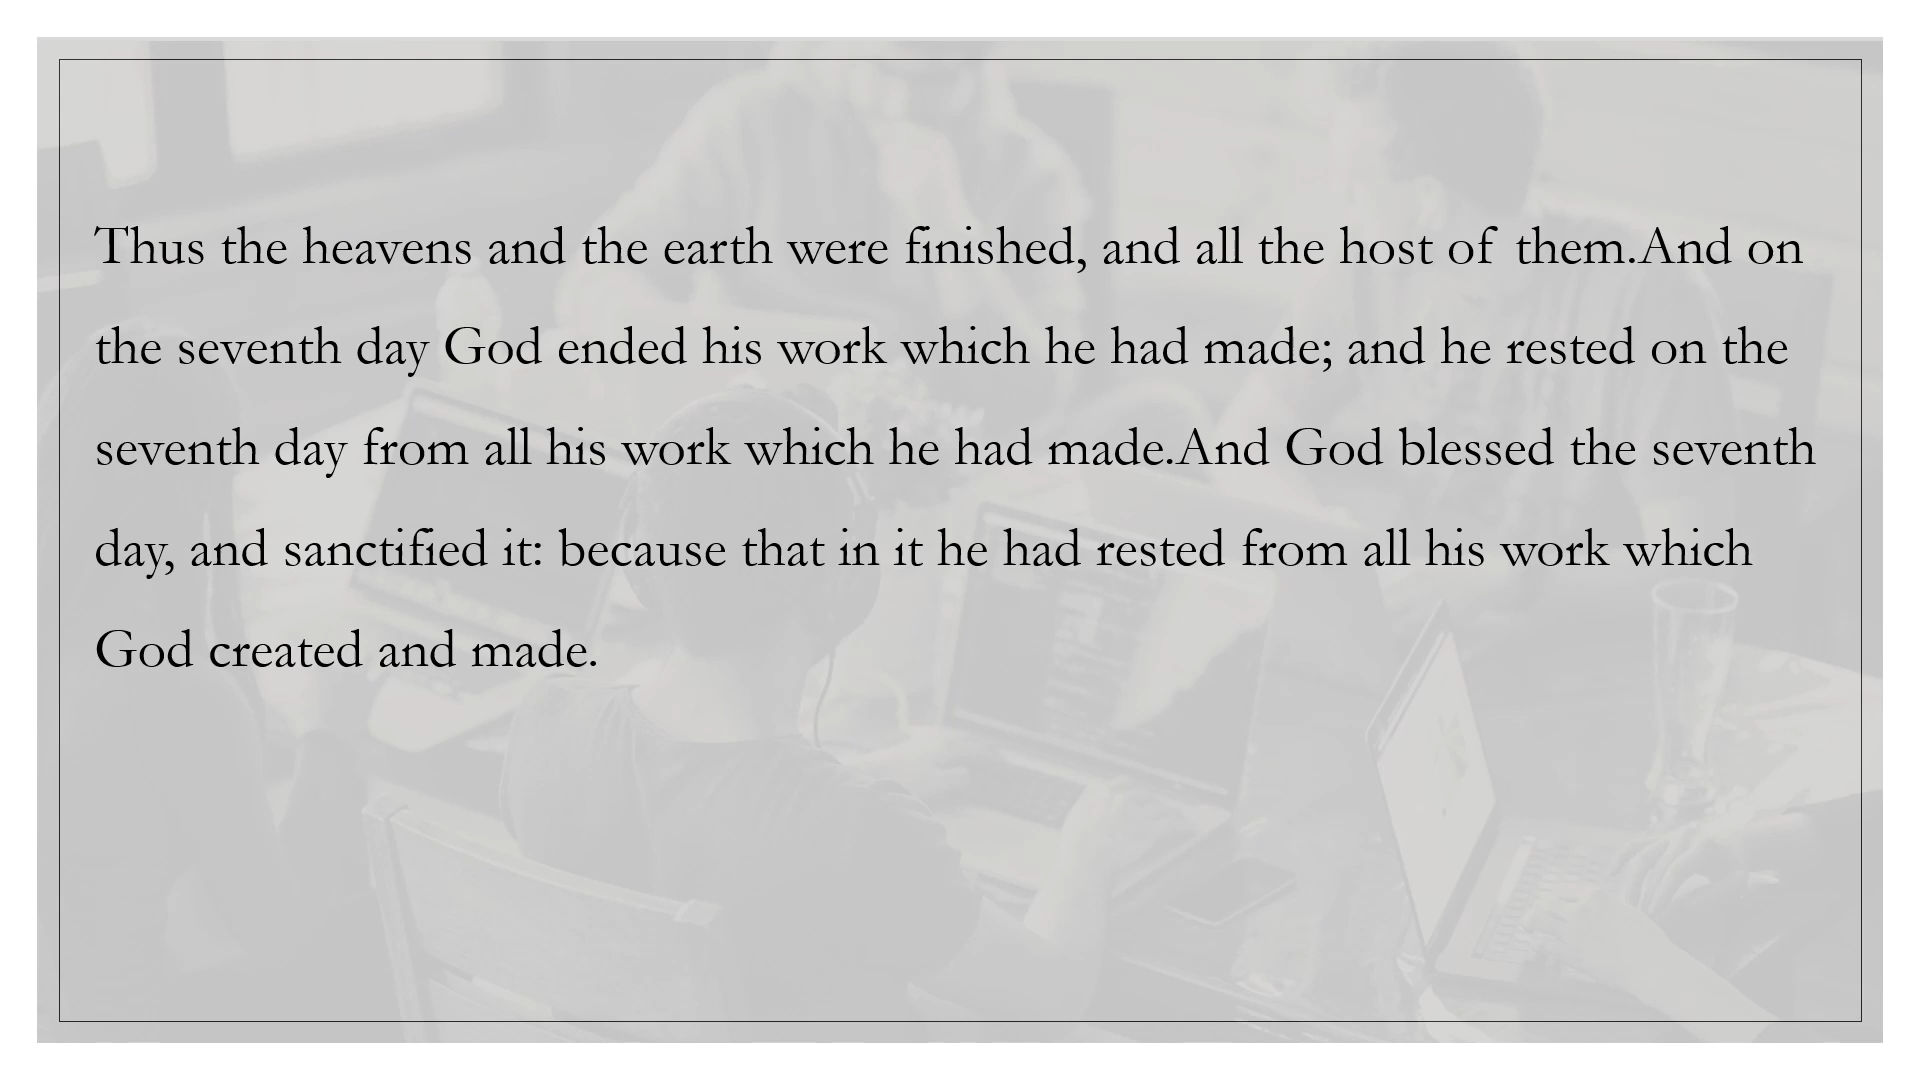 Thus the heavens and the earth were finished, and all the host of them.And on
the seventh day God ended his work which he had made; and he rested on the
seventh day from all his work which he had made.And God blessed the seventh
day, and sanctified it: because that in it he had rested from all his work which
God created and made.